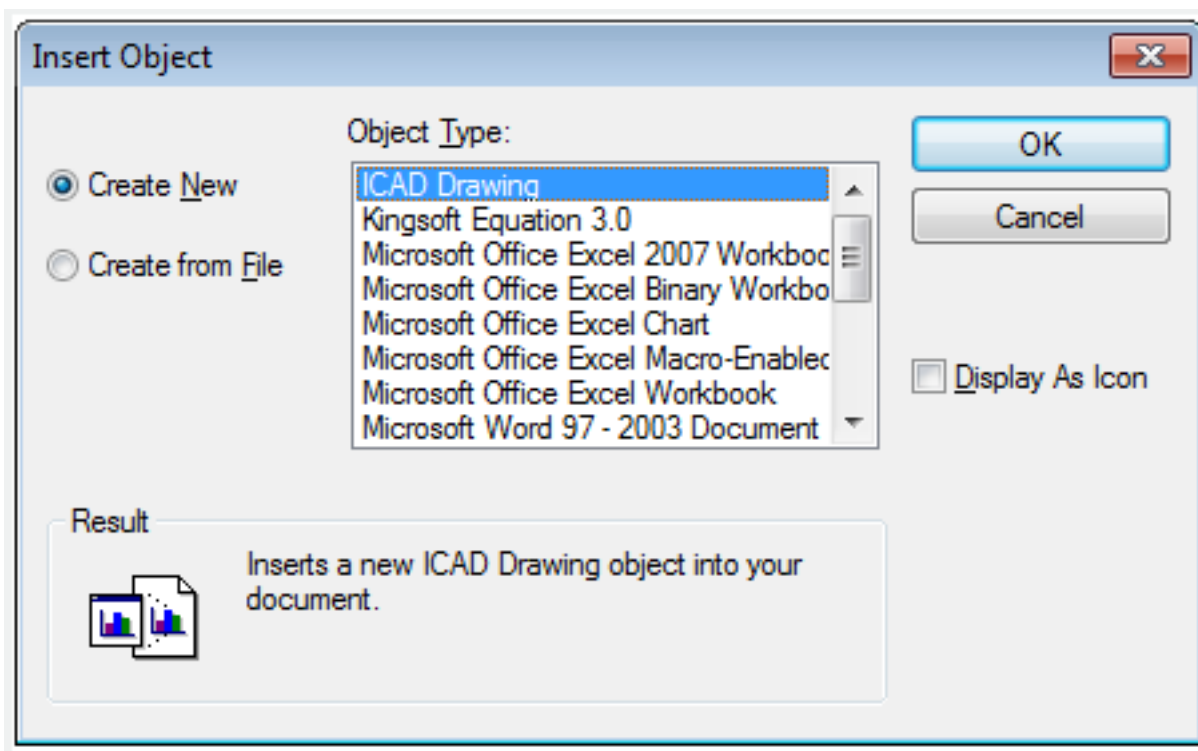 Insert Object
Object Type:
Create New
Create from File
ICAD Drawing
Kingsoft Equation 3.0
Microsoft Office Excel 2007 Workboo
Microsoft Office Excel Binary Workbo
Microsoft Office Excel Chart
Microsoft Office Excel Macro-Enabled
Microsoft Office Excel Workbook
Microsoft Word 97 - 2003 Document
OK
Cancel
Display As Icon
Result
Inserts a new ICAD Drawing object into your
document.